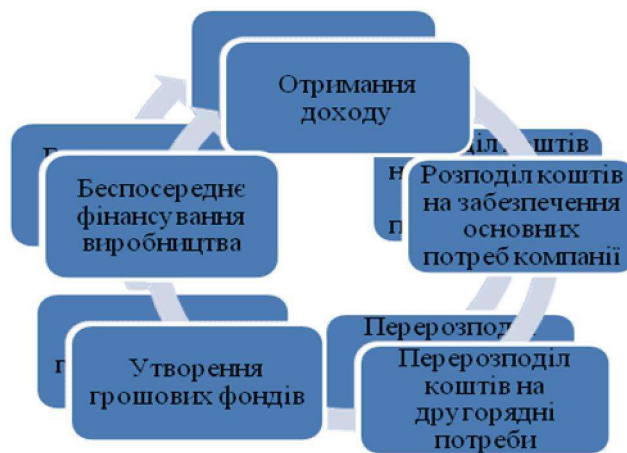 Отримання
доходу
Розподіл коштів
на забезпечення
основних
потреб компанії
Перерозподіл
коштів на
другорядні
потреби
Утворення
грошових фондів
Беспосереднє
фінансування
виробництва